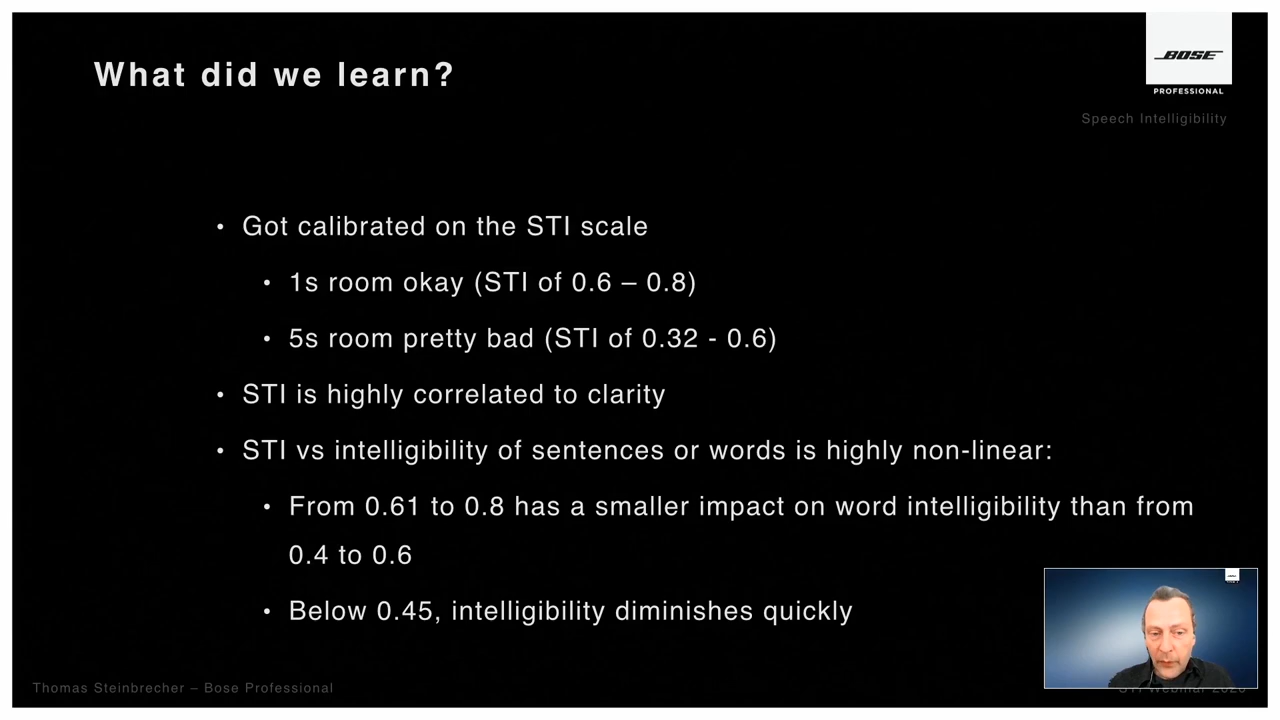 What did we learn?
BOSE
PROFESSIONAL
Speech Intelligibility
• Got calibrated on the STI scale
• 1s room okay (STI of 0.6 – 0.8)
• 5s room pretty bad (STI of 0.32 - 0.6)
• STI is highly correlated to clarity
• STI vs intelligibility of sentences or words is highly non-linear:
• From 0.61 to 0.8 has a smaller impact on word intelligibility than from
0.4 to 0.6
• Below 0.45, intelligibility diminishes quickly
Thomas Steinbrecher – Bose Professional